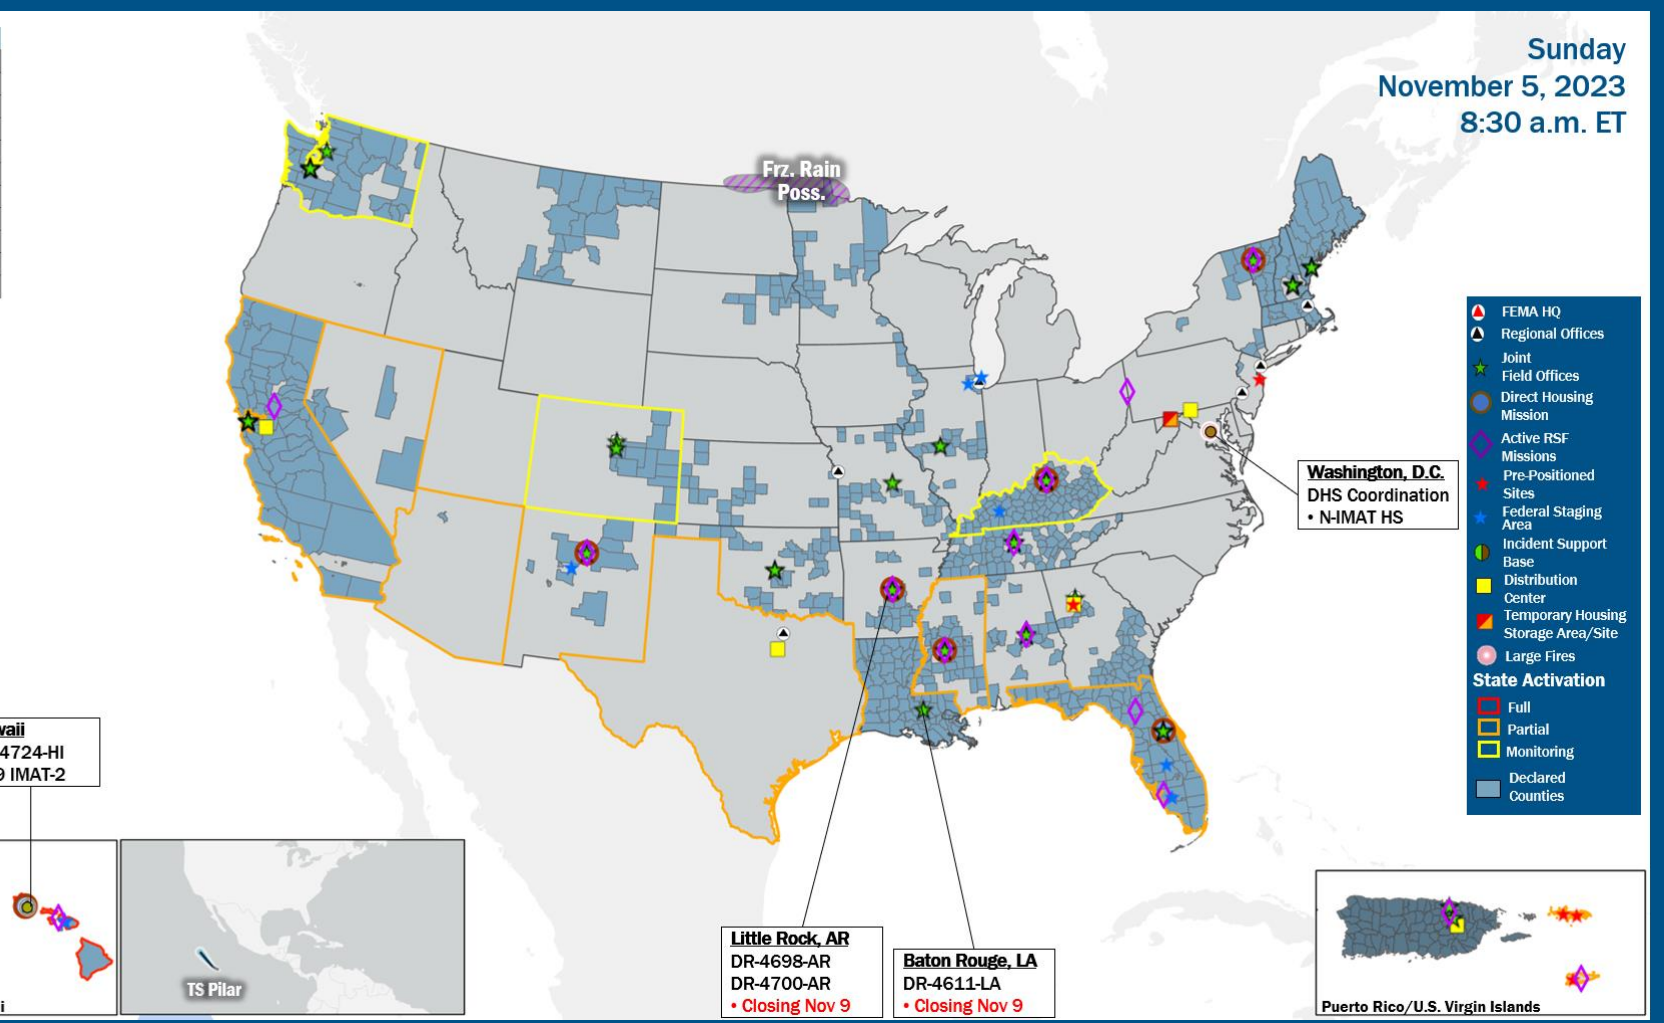 Sunday
November 5, 2023
8:30 a.m. ET
Frz. Rain
Poss.
FEMA HQ
Regional Offices
Joint
Field Offices
Direct Housing
Mission
Active RSF
Missions
Pre-Positioned
Sites
Federal Staging
Area
Incident Support
Base
Distribution
Center
Temporary Housing
Storage Area/Site
Large Fires
State Activation
Full
Partial
Monitoring
Declared
Counties
Washington, D.C.
DHS Coordination
• N-IMAT HS
waii
4724-HI
9 IMAT-2
i
TS Pilar
Little Rock, AR
DR-4698-AR
DR-4700-AR
• Closing Nov 9
Baton Rouge, LA
DR-4611-LA
• Closing Nov 9
Puerto Rico/U.S. Virgin Islands